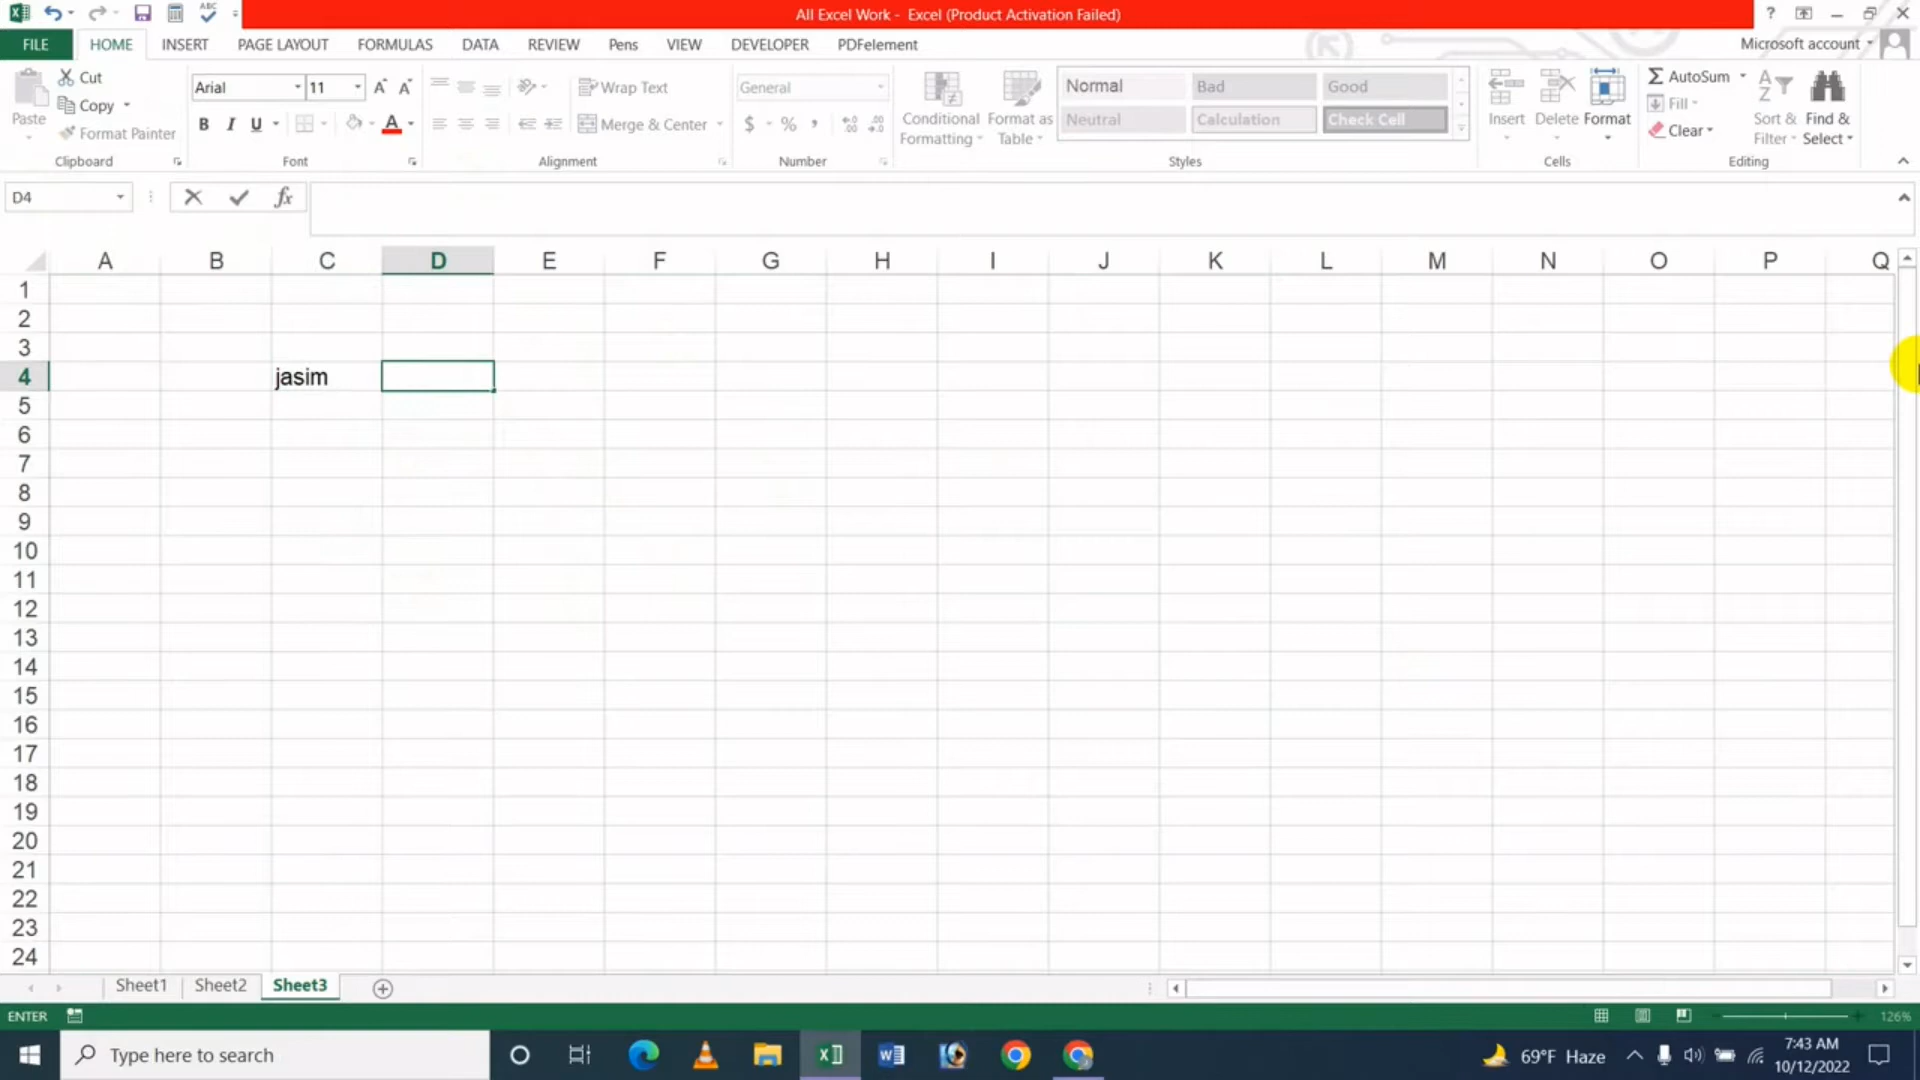 ABC
All Excel Work - Excel (Product Activation Failed)
?
FILE HOME INSERT PAGE LAYOUT FORMULAS DATA REVIEW Pens VIEW DEVELOPER PDFelement Microsoft account
Paste
Cut
Copy
Format Painter
Clipboard
Arial 11 A A
B I U A
Font
Wrap Text
Merge & Center
Alignment
General
$ % ,
Number
Conditional Formatting
Format as Table
Normal Bad Good
Neutral Calculation Check Cell
Styles
Insert Delete Format
Cells
AutoSum
Fill
Clear
Sort & Filter
Find & Select
Editing
D4 fx
A B C D E F G H I J K L M N O P Q
1
2
3
4 jasim
5
6
7
8
9
10
11
12
13
14
15
16
17
18
19
20
21
22
23
24
Sheet1 Sheet2 Sheet3
ENTER 126%
Type here to search
69°F Haze
7:43 AM
10/12/2022